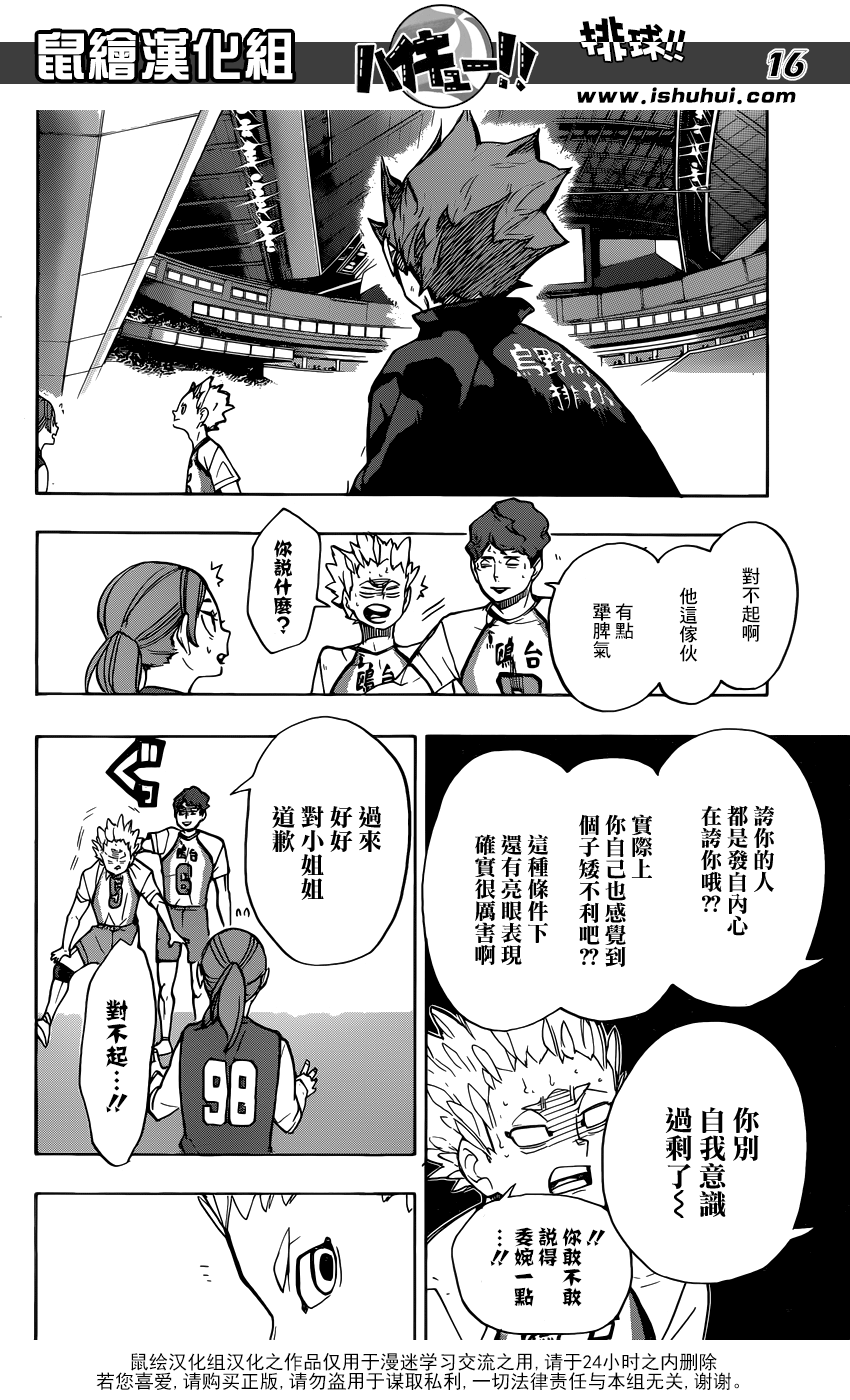 鼠繪漢化組
ハイキュー!!
排球!!
16
www.ishuhui.com
烏野高
排球
對不起啊
他這傢伙
有點
犟脾氣
你說什麼?
鷗台
鷗台
誇你的人
都是發自內心
在誇你哦??
實際上
你自己也感覺到
個子矮不利吧??
這種條件下
還有亮眼表現
確實很厲害啊
你別
自我意識
過剩了~
你敢不敢
說得
委婉一點
…!!
過來
好好
對小姐姐
道歉
ぐっ
鷗台
6
5
對不起…!!
98
鼠绘汉化组汉化之作品仅用于漫迷学习交流之用,请于24小时之内删除
若您喜爱,请购买正版,请勿盗用于谋取私利,一切法律责任与本组无关,谢谢。